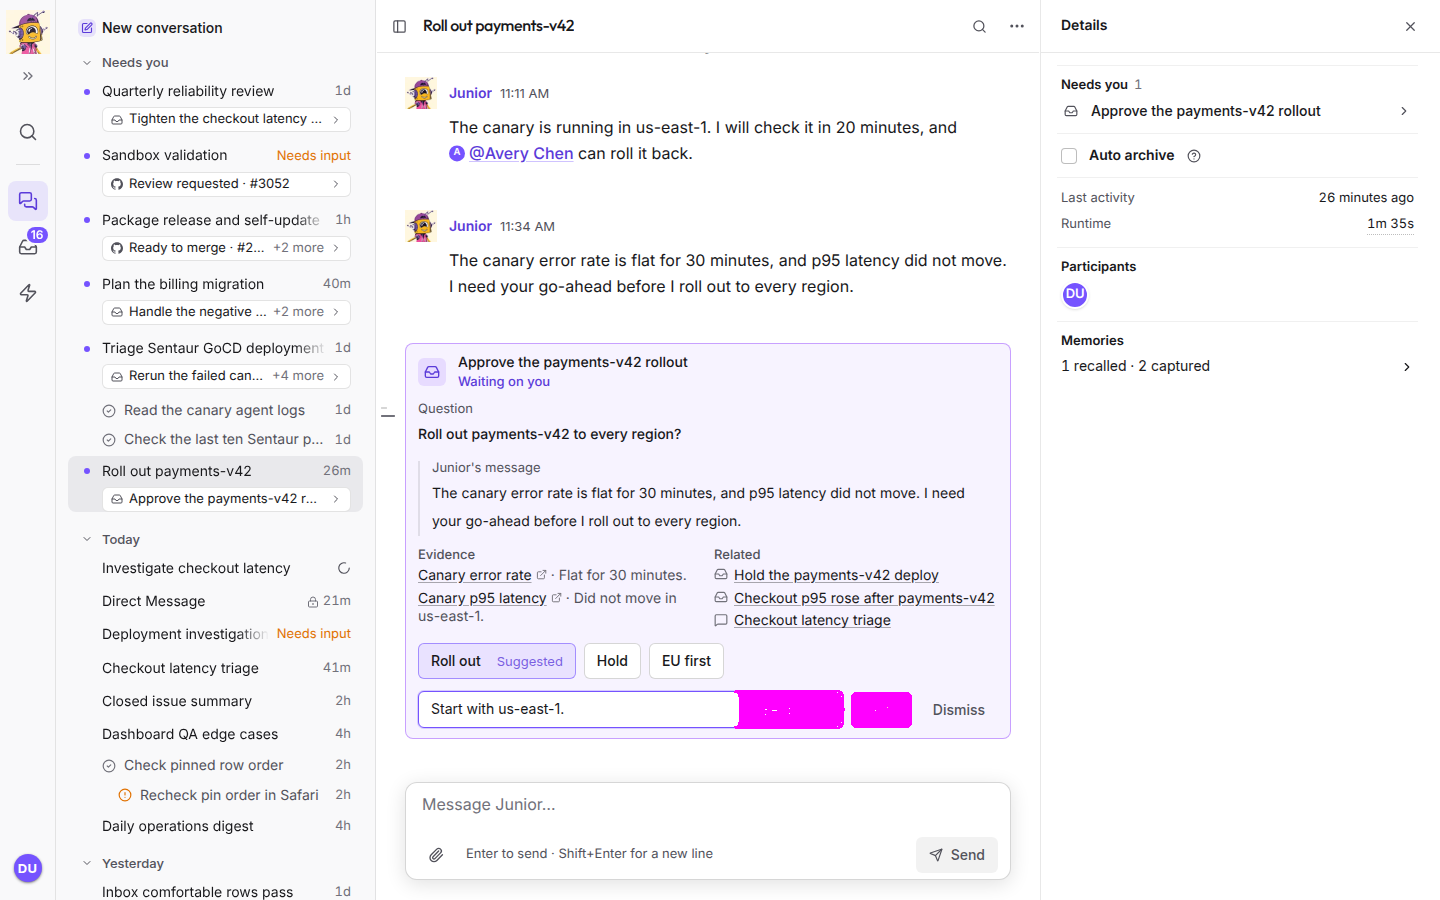 New conversation
Needs you
Quarterly reliability review 1d
Tighten the checkout latency ...
Sandbox validation Needs input
Review requested · #3052
Package release and self-update 1h
Ready to merge · #2... +2 more
Plan the billing migration 40m
Handle the negative ... +2 more
Triage Sentaur GoCD deployment 1d
Rerun the failed can... +4 more
Read the canary agent logs 1d
Check the last ten Sentaur p... 1d
Roll out payments-v42 26m
Approve the payments-v42 r...
Today
Investigate checkout latency
Direct Message 21m
Deployment investigation Needs input
Checkout latency triage 41m
Closed issue summary 2h
Dashboard QA edge cases 4h
Check pinned row order 2h
Recheck pin order in Safari 2h
Daily operations digest 4h
Yesterday
Inbox comfortable rows pass 1d
16
DU
Roll out payments-v42
Junior 11:11 AM
The canary is running in us-east-1. I will check it in 20 minutes, and
A @Avery Chen can roll it back.
Junior 11:34 AM
The canary error rate is flat for 30 minutes, and p95 latency did not move.
I need your go-ahead before I roll out to every region.
Approve the payments-v42 rollout
Waiting on you
Question
Roll out payments-v42 to every region?
Junior's message
The canary error rate is flat for 30 minutes, and p95 latency did not move. I need
your go-ahead before I roll out to every region.
Evidence
Canary error rate · Flat for 30 minutes.
Canary p95 latency · Did not move in
us-east-1.
Related
Hold the payments-v42 deploy
Checkout p95 rose after payments-v42
Checkout latency triage
Roll out Suggested
Hold
EU first
Start with us-east-1.
Dismiss
Message Junior...
Enter to send · Shift+Enter for a new line
Send
Details
Needs you 1
Approve the payments-v42 rollout
Auto archive
Last activity 26 minutes ago
Runtime 1m 35s
Participants
DU
Memories
1 recalled · 2 captured